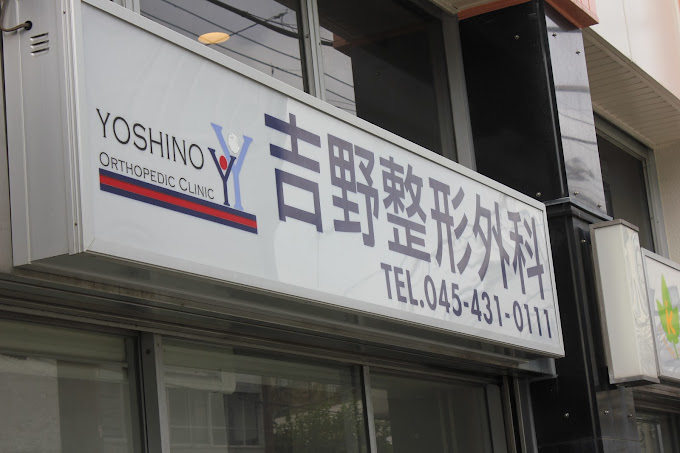 YOSHINO
ORTHOPEDIC CLINIC
吉野整形外科
TEL.045-431-0111